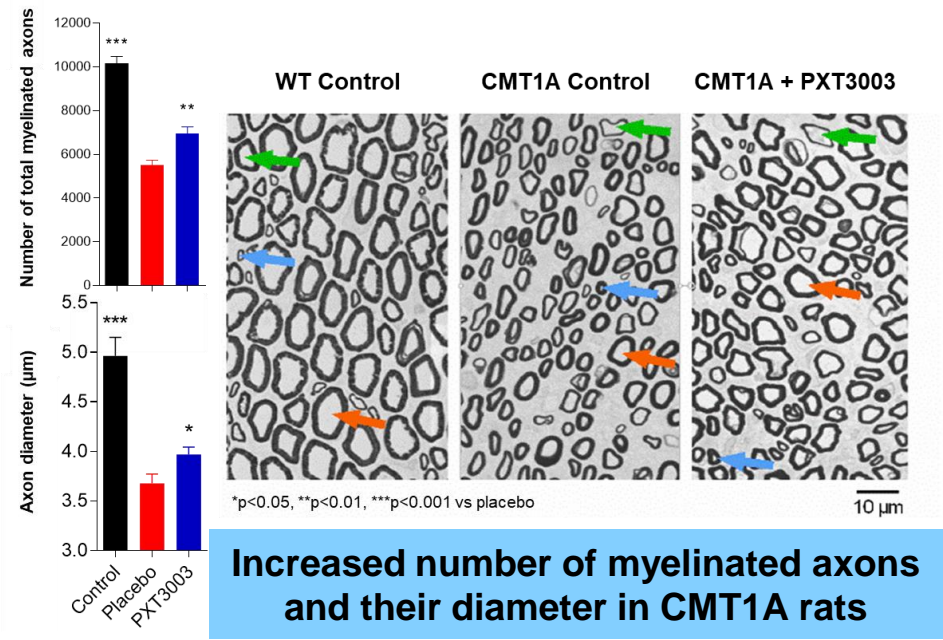 Number of total myelinated axons
12000
10000
8000
6000
4000
2000
0
***
**
Axon diameter (µm)
5.5
5.0
4.5
4.0
3.5
3.0
***
*
Control
Placebo
PXT3003
WT Control
CMT1A Control
CMT1A + PXT3003
*p<0.05, **p<0.01, ***p<0.001 vs placebo
10 µm
Increased number of myelinated axons
and their diameter in CMT1A rats